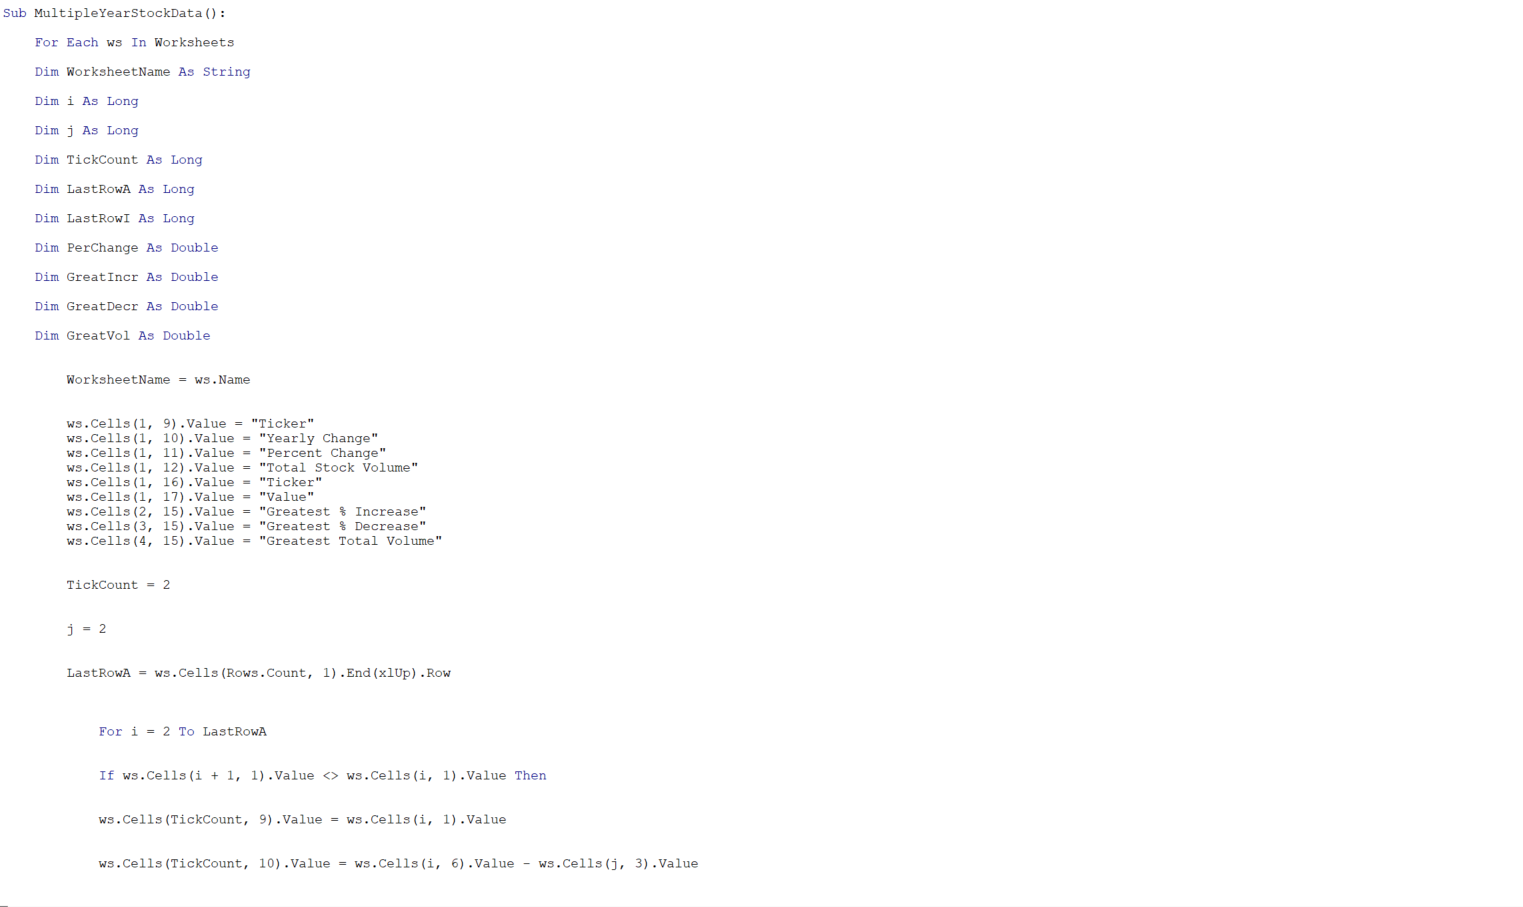 Sub MultipleYearStockData():
For Each ws In Worksheets
Dim WorksheetName As String
Dim i As Long
Dim j As Long
Dim TickCount As Long
Dim LastRowA As Long
Dim LastRowI As Long
Dim PerChange As Double
Dim GreatIncr As Double
Dim GreatDecr As Double
Dim GreatVol As Double
WorksheetName = ws.Name
ws.Cells(1, 9).Value = "Ticker"
ws.Cells(1, 10).Value = "Yearly Change"
ws.Cells(1, 11).Value = "Percent Change"
ws.Cells(1, 12).Value = "Total Stock Volume"
ws.Cells(1, 16).Value = "Ticker"
ws.Cells(1, 17).Value = "Value"
ws.Cells(2, 15).Value = "Greatest % Increase"
ws.Cells(3, 15).Value = "Greatest % Decrease"
ws.Cells(4, 15).Value = "Greatest Total Volume"
TickCount = 2
j = 2
LastRowA = ws.Cells(Rows.Count, 1).End(xlUp).Row
For i = 2 To LastRowA
If ws.Cells(i + 1, 1).Value <> ws.Cells(i, 1).Value Then
ws.Cells(TickCount, 9).Value = ws.Cells(i, 1).Value
ws.Cells(TickCount, 10).Value = ws.Cells(i, 6).Value - ws.Cells(j, 3).Value